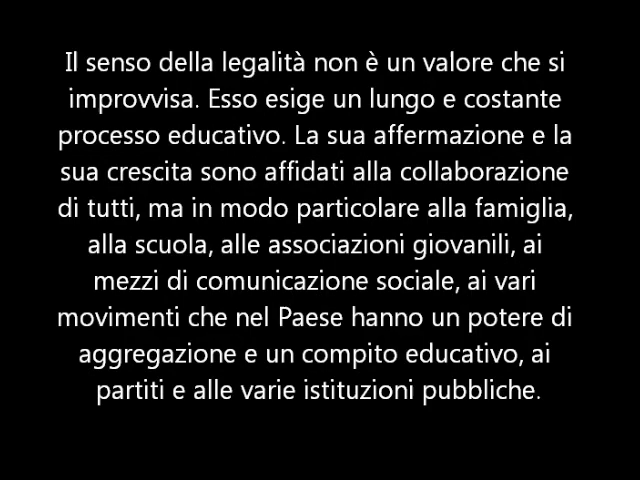 Il senso della legalità non è un valore che si
improvvisa. Esso esige un lungo e costante
processo educativo. La sua affermazione e la
sua crescita sono affidati alla collaborazione
di tutti, ma in modo particolare alla famiglia,
alla scuola, alle associazioni giovanili, ai
mezzi di comunicazione sociale, ai vari
movimenti che nel Paese hanno un potere di
aggregazione e un compito educativo, ai
partiti e alle varie istituzioni pubbliche.